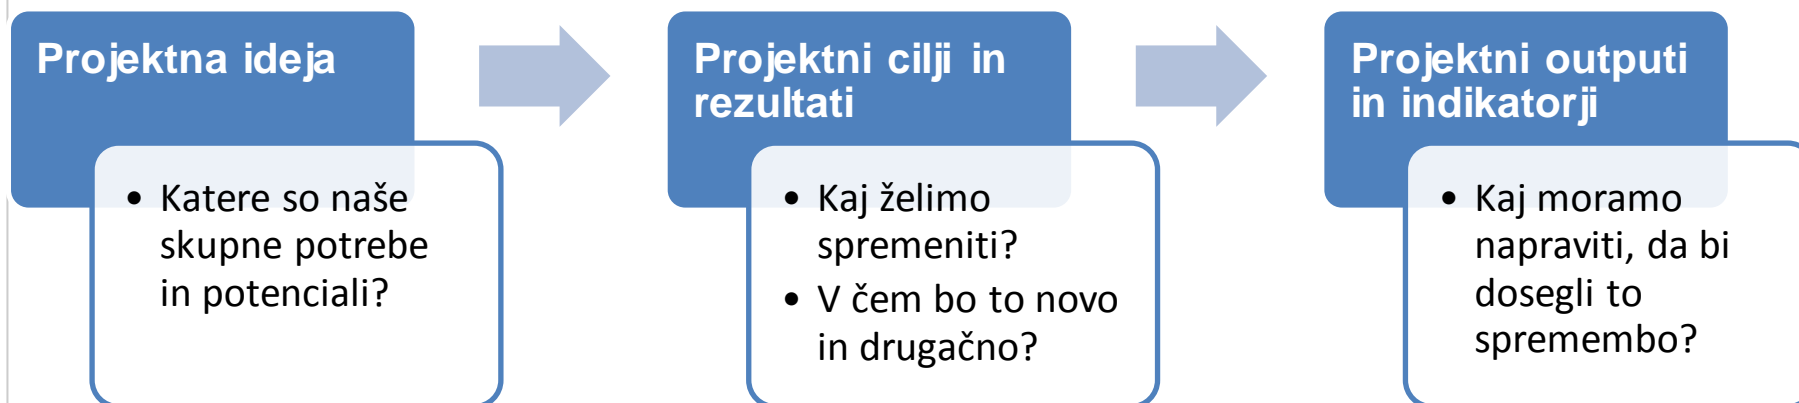 Projektna ideja
• Katere so naše
skupne potrebe
in potenciali?
Projektni cilji in
rezultati
• Kaj želimo
spremeniti?
• V čem bo to novo
in drugačno?
Projektni outputi
in indikatorji
• Kaj moramo
napraviti, da bi
dosegli to
spremembo?